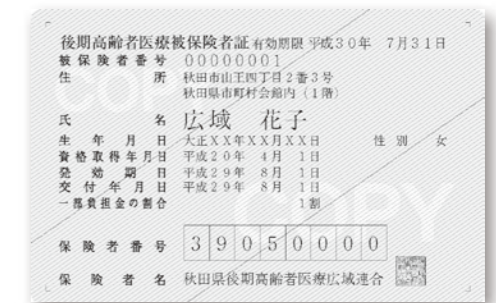 後期高齢者医療被保険者証 有効期限 平成30年 7月31日
被保険者番号 00000001
住所 秋田市山王四丁目2番3号
秋田県市町村会館内（1階）
氏名 広域 花子
生年月日 大正XX年XX月XX日 性別 女
資格取得年月日 平成20年 4月 1日
発効期日 平成29年 8月 1日
交付年月日 平成29年 8月 1日
一部負担金の割合 1割
保険者番号 39050000
保険者名 秋田県後期高齢者医療広域連合
COPY
COPY